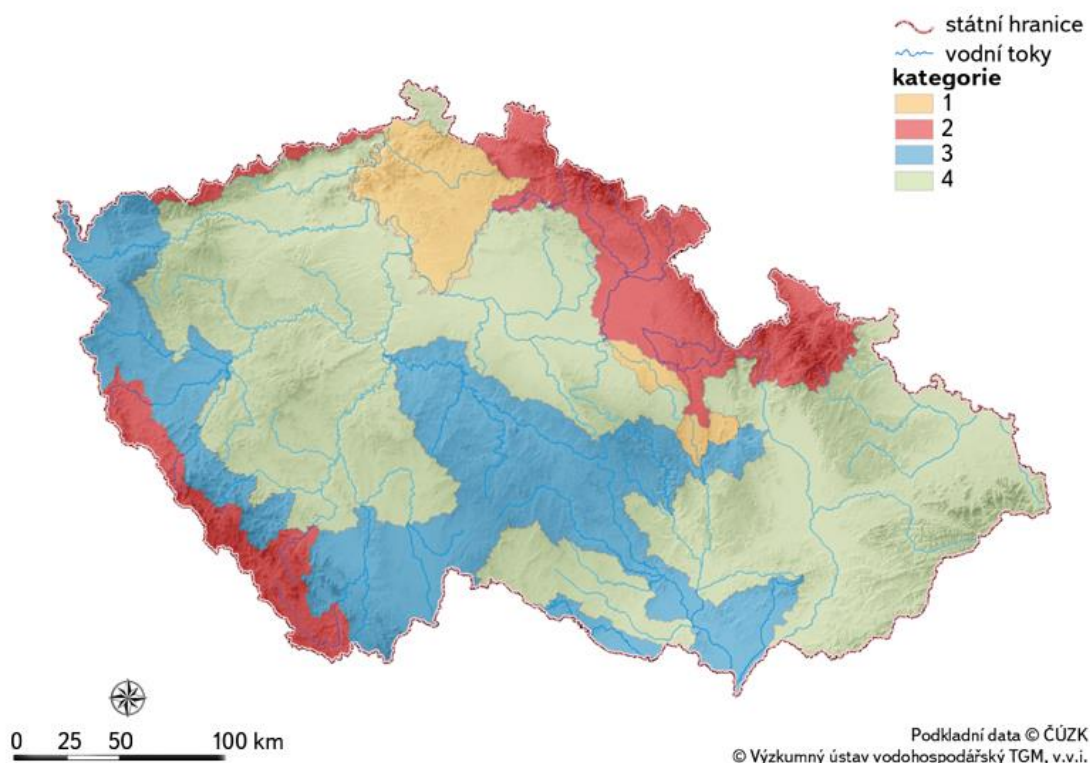 státní hranice
vodní toky
kategorie
1
2
3
4
0 25 50 100 km
Podkladní data © ČÚZK
© Výzkumný ústav vodohospodářský TGM, v.v.i.